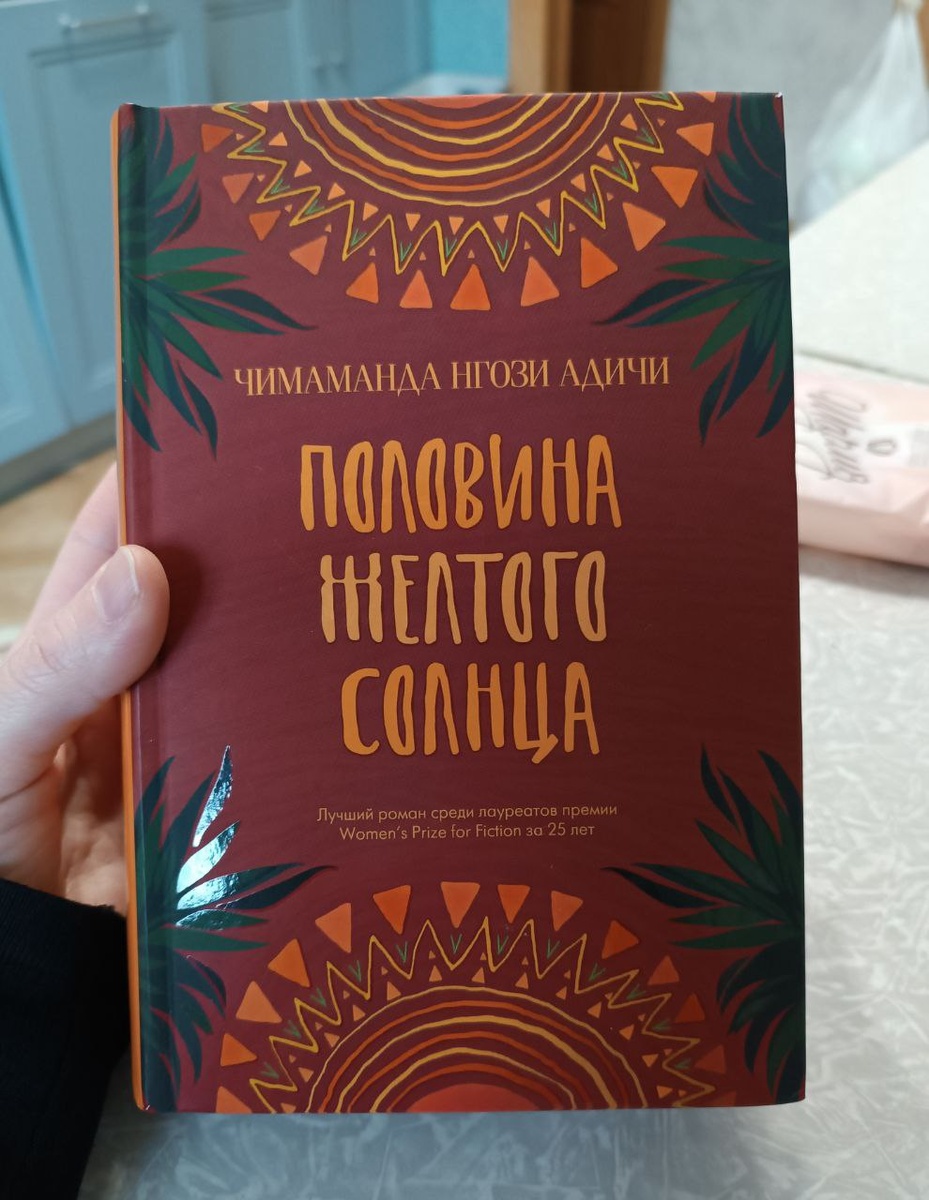 ЧИМАМАНДА НГОЗИ АДИЧИ
ПОЛОВИНА
ЖЕЛТОГО
СОЛНЦА
Лучший роман среди лауреатов премии
Women's Prize for Fiction за 25 лет